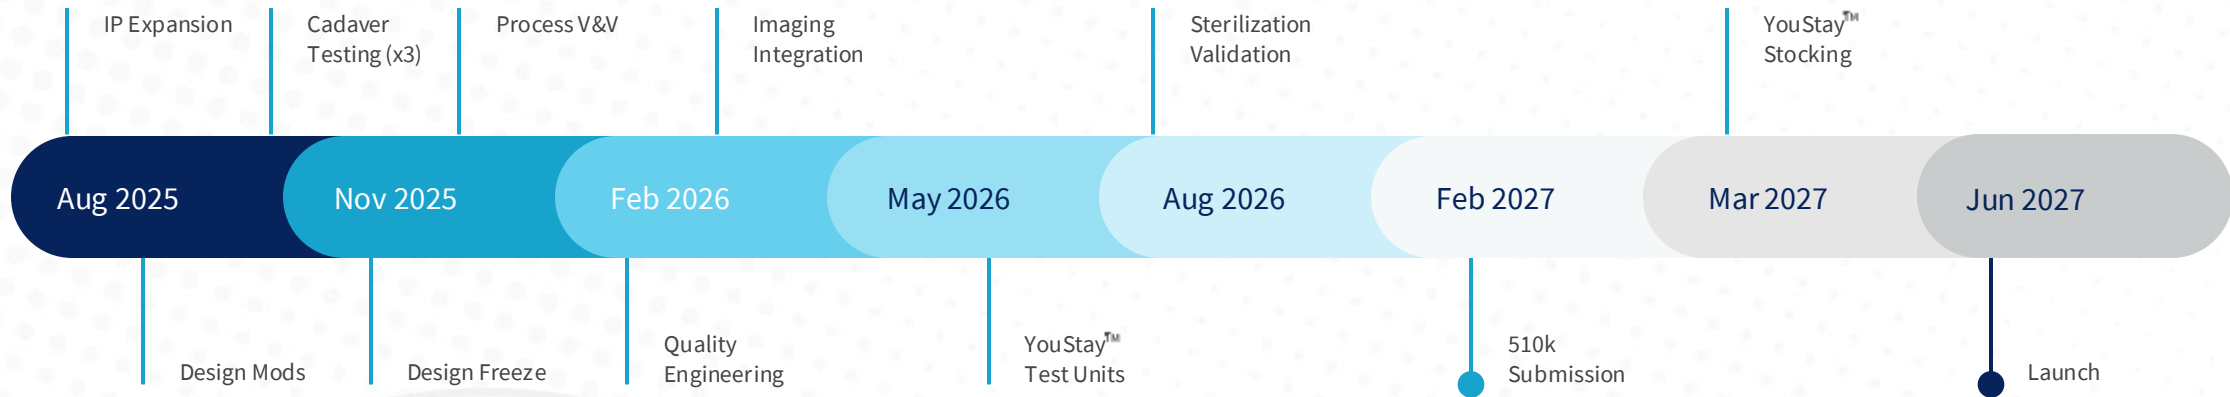 IP Expansion
Cadaver
Testing (x3)
Process V&V
Imaging
Integration
Sterilization
Validation
YouStay™
Stocking
Aug 2025
Nov 2025
Feb 2026
May 2026
Aug 2026
Feb 2027
Mar 2027
Jun 2027
Design Mods
Design Freeze
Quality
Engineering
YouStay™
Test Units
510k
Submission
Launch